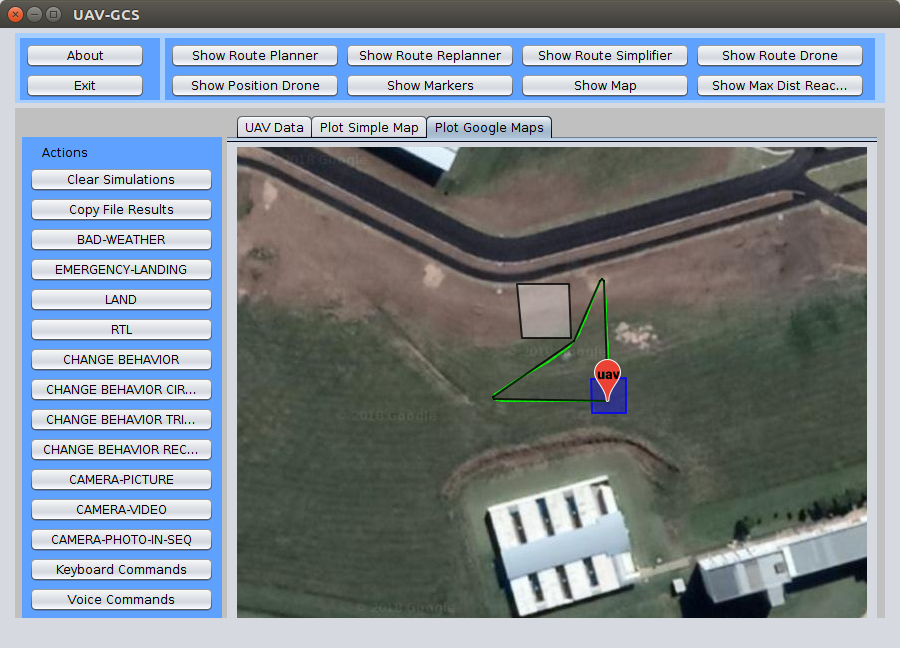 UAV-GCS
About
Show Route Planner
Show Route Replanner
Show Route Simplifier
Show Route Drone
Exit
Show Position Drone
Show Markers
Show Map
Show Max Dist Reac...
UAV Data
Plot Simple Map
Plot Google Maps
Actions
Clear Simulations
Copy File Results
BAD-WEATHER
EMERGENCY-LANDING
LAND
RTL
CHANGE BEHAVIOR
CHANGE BEHAVIOR CIR...
CHANGE BEHAVIOR TRI...
CHANGE BEHAVIOR REC...
CAMERA-PICTURE
CAMERA-VIDEO
CAMERA-PHOTO-IN-SEQ
Keyboard Commands
Voice Commands
© 2018 Google
2018 Google
uav
2018 Google
© 2018 Google